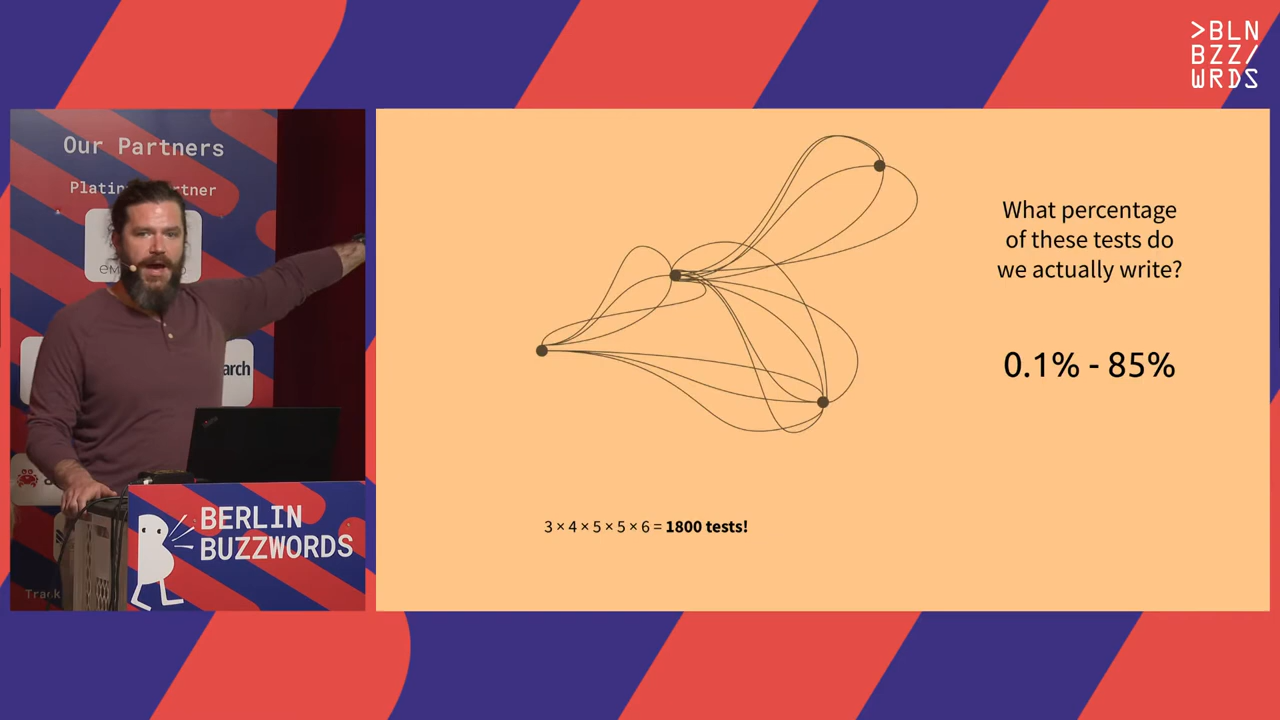 >BLN
BZZ/
WRDS
Our Partners
What percentage
of these tests do
we actually write?
0.1% - 85%
3 × 4 × 5 × 5 × 6 = 1800 tests!
BERLIN
BUZZWORDS
Track